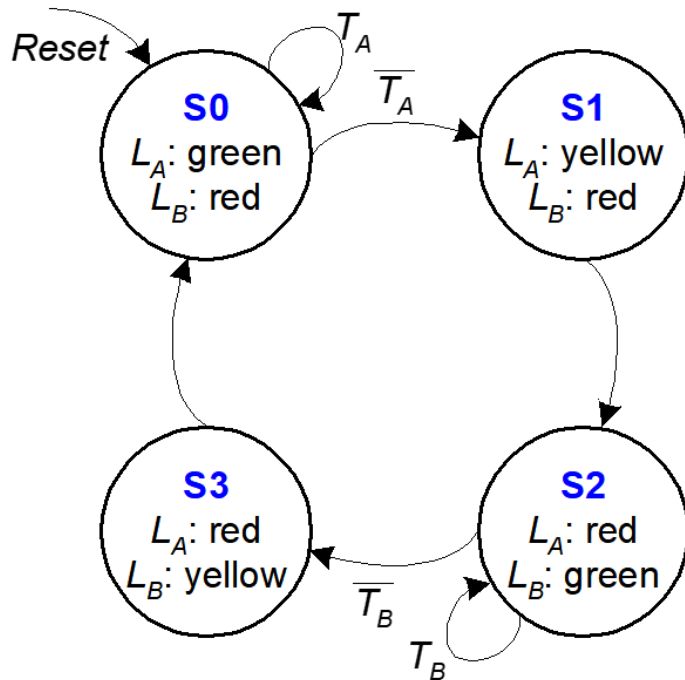 Reset
T_A
S0
L_A: green
L_B: red
T̅_A
S1
L_A: yellow
L_B: red
S3
L_A: red
L_B: yellow
T̅_B
S2
L_A: red
L_B: green
T_B